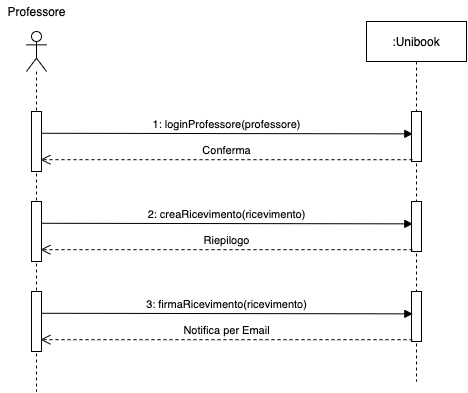 Professore
:Unibook
1: loginProfessore(professore)
Conferma
2: creaRicevimento(ricevimento)
Riepilogo
3: firmaRicevimento(ricevimento)
Notifica per Email